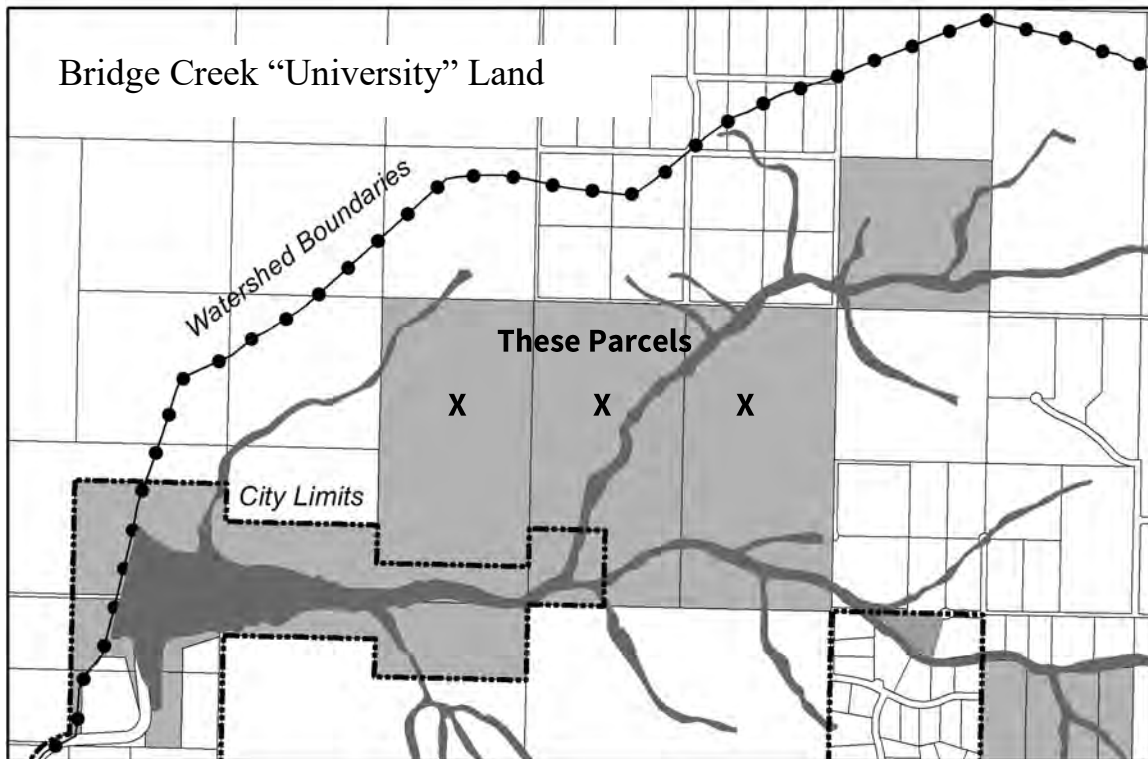 Bridge Creek “University” Land
Watershed Boundaries
These Parcels
X X X
City Limits